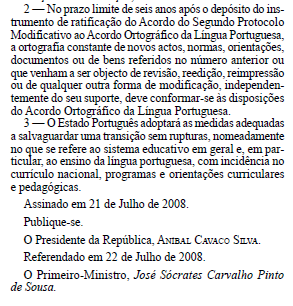 2 — No prazo limite de seis anos após o depósito do ins-
trumento de ratificação do Acordo do Segundo Protocolo
Modificativo ao Acordo Ortográfico da Língua Portuguesa,
a ortografia constante de novos actos, normas, orientações,
documentos ou de bens referidos no número anterior ou
que venham a ser objecto de revisão, reedição, reimpressão
ou de qualquer outra forma de modificação, independen-
temente do seu suporte, deve conformar-se às disposições
do Acordo Ortográfico da Língua Portuguesa.
3 — O Estado Português adoptará as medidas adequadas
a salvaguardar uma transição sem rupturas, nomeadamente
no que se refere ao sistema educativo em geral e, em par-
ticular, ao ensino da língua portuguesa, com incidência no
currículo nacional, programas e orientações curriculares
e pedagógicas.
Assinado em 21 de Julho de 2008.
Publique-se.
O Presidente da República, ANIBAL CAVACO SILVA.
Referendado em 22 de Julho de 2008.
O Primeiro-Ministro, José Sócrates Carvalho Pinto
de Sousa.